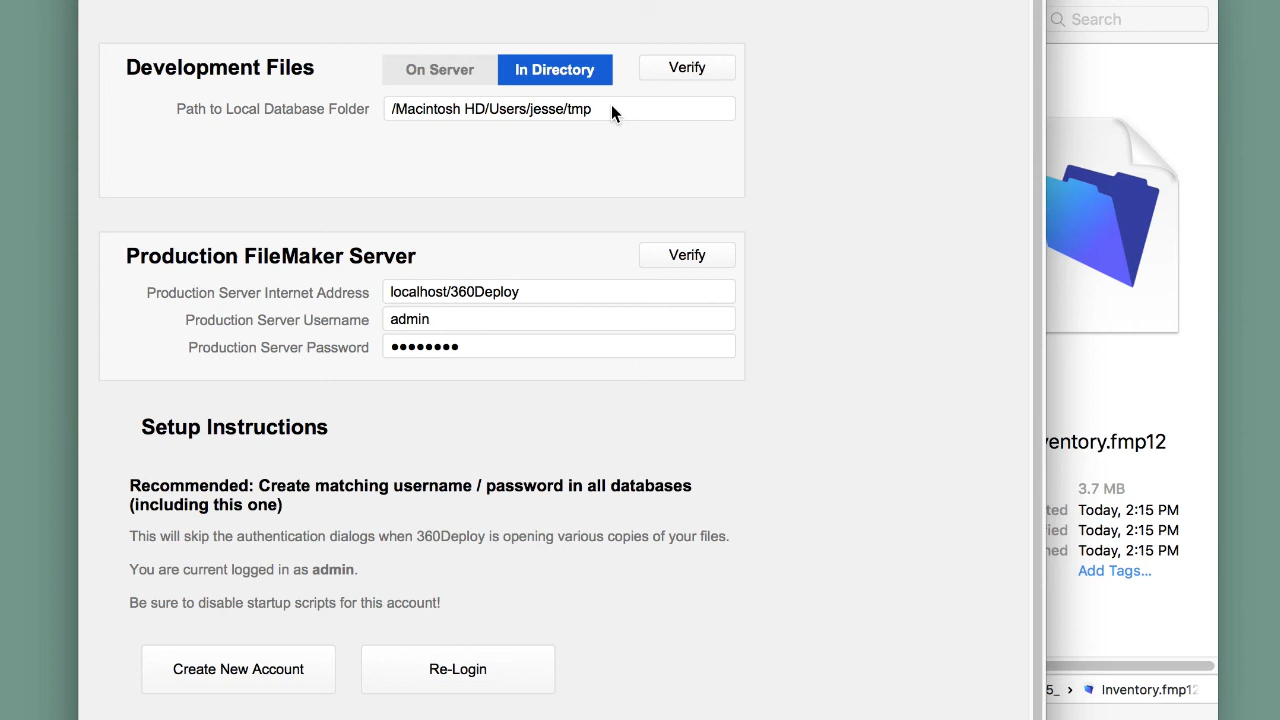 Search
Development Files
On Server
In Directory
Verify
Path to Local Database Folder
/Macintosh HD/Users/jesse/tmp
Production FileMaker Server
Verify
Production Server Internet Address
localhost/360Deploy
Production Server Username
admin
Production Server Password
••••••••
Setup Instructions
Recommended: Create matching username / password in all databases
(including this one)
This will skip the authentication dialogs when 360Deploy is opening various copies of your files.
You are current logged in as admin.
Be sure to disable startup scripts for this account!
Create New Account
Re-Login
ventory.fmp12
3.7 MB
ted Today, 2:15 PM
ied Today, 2:15 PM
ned Today, 2:15 PM
Add Tags...
5_ › Inventory.fmp12